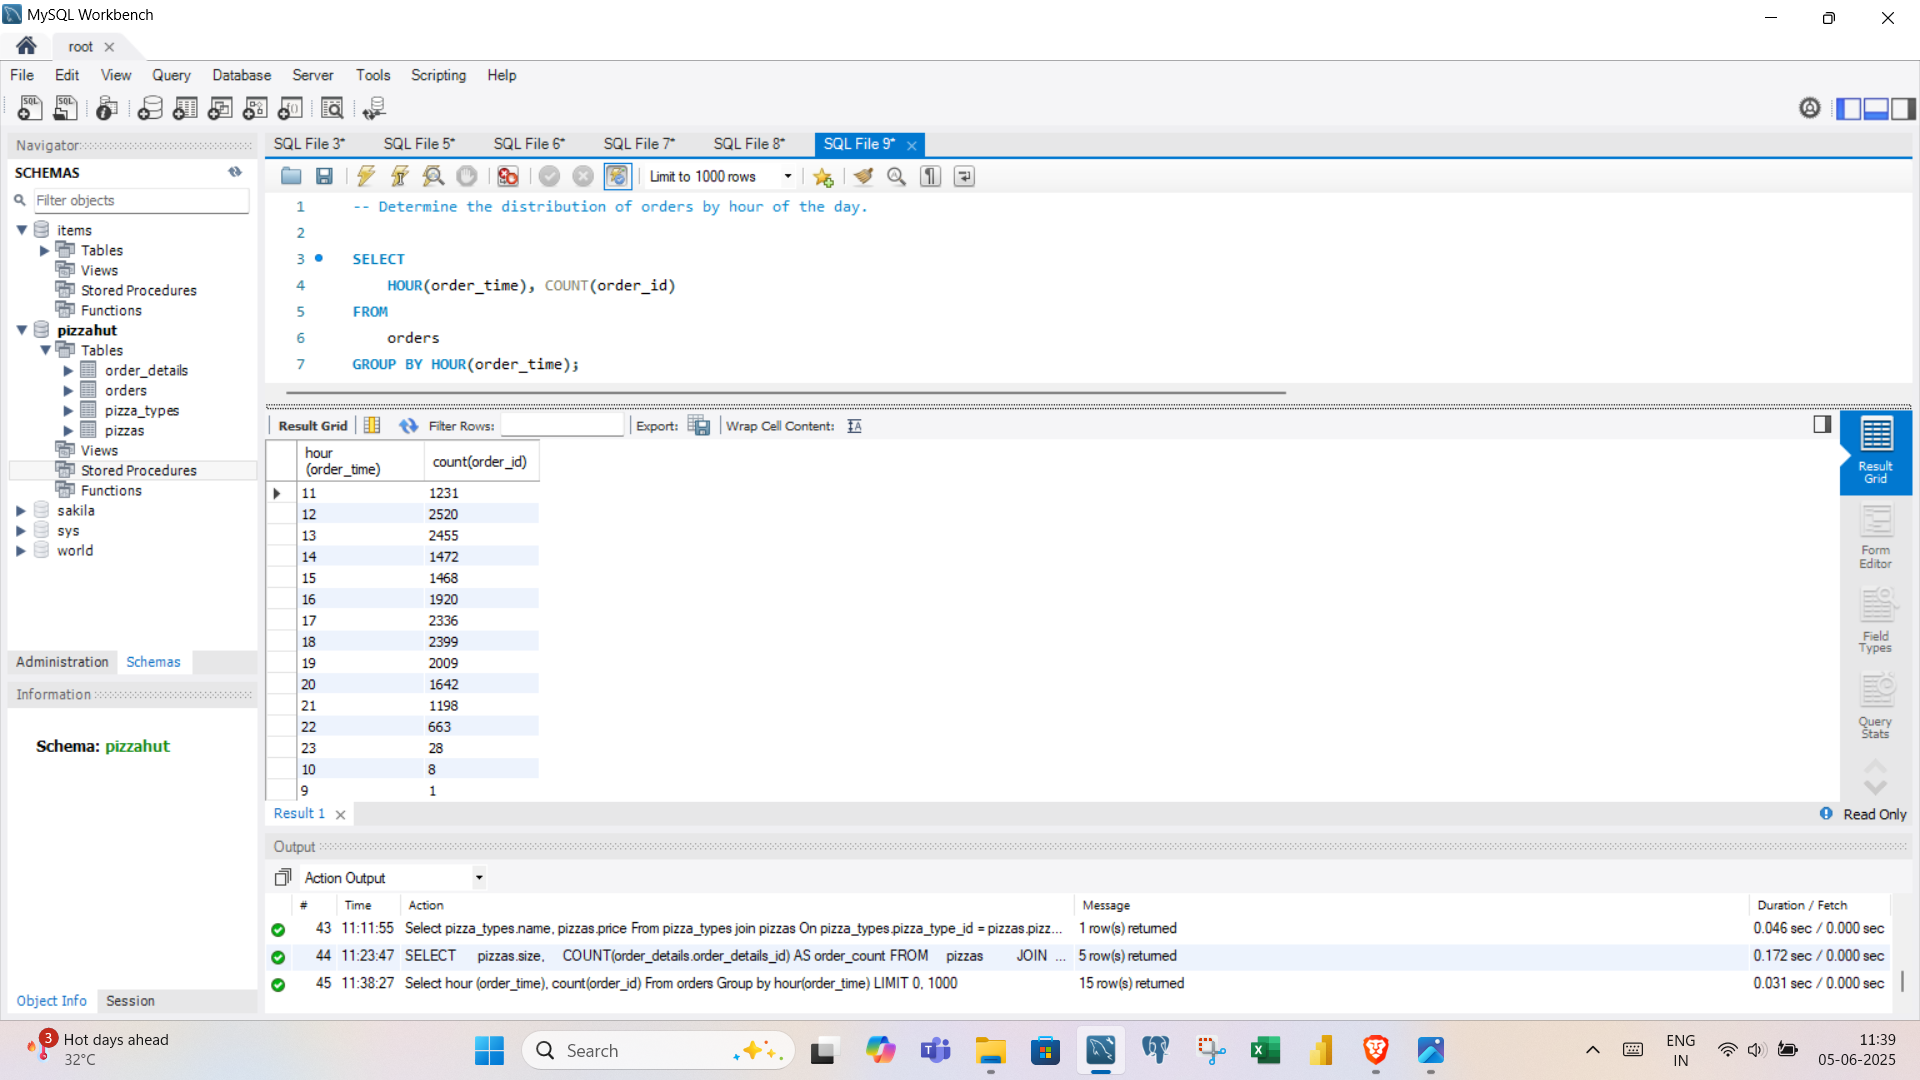 MySQL Workbench
root
File Edit View Query Database Server Tools Scripting Help
Navigator
SCHEMAS
Filter objects
items
Tables
Views
Stored Procedures
Functions
pizzahut
Tables
order_details
orders
pizza_types
pizzas
Views
Stored Procedures
Functions
sakila
sys
world
Administration Schemas
Information
Schema: pizzahut
Object Info Session
SQL File 3* SQL File 5* SQL File 6* SQL File 7* SQL File 8* SQL File 9*
Limit to 1000 rows
1 -- Determine the distribution of orders by hour of the day.
2
3 SELECT
4 HOUR(order_time), COUNT(order_id)
5 FROM
6 orders
7 GROUP BY HOUR(order_time);
Result Grid Filter Rows: Export: Wrap Cell Content:
hour
(order_time) count(order_id)
11 1231
12 2520
13 2455
14 1472
15 1468
16 1920
17 2336
18 2399
19 2009
20 1642
21 1198
22 663
23 28
10 8
9 1
Result
Grid
Form
Editor
Field
Types
Query
Stats
Result 1
Read Only
Output
Action Output
# Time Action Message Duration / Fetch
43 11:11:55 Select pizza_types.name, pizzas.price From pizza_types join pizzas On pizza_types.pizza_type_id = pizzas.pizz... 1 row(s) returned 0.046 sec / 0.000 sec
44 11:23:47 SELECT pizzas.size, COUNT(order_details.order_details_id) AS order_count FROM pizzas JOIN ... 5 row(s) returned 0.172 sec / 0.000 sec
45 11:38:27 Select hour (order_time), count(order_id) From orders Group by hour(order_time) LIMIT 0, 1000 15 row(s) returned 0.031 sec / 0.000 sec
3
Hot days ahead
32°C
Search
ENG
IN
11:39
05-06-2025